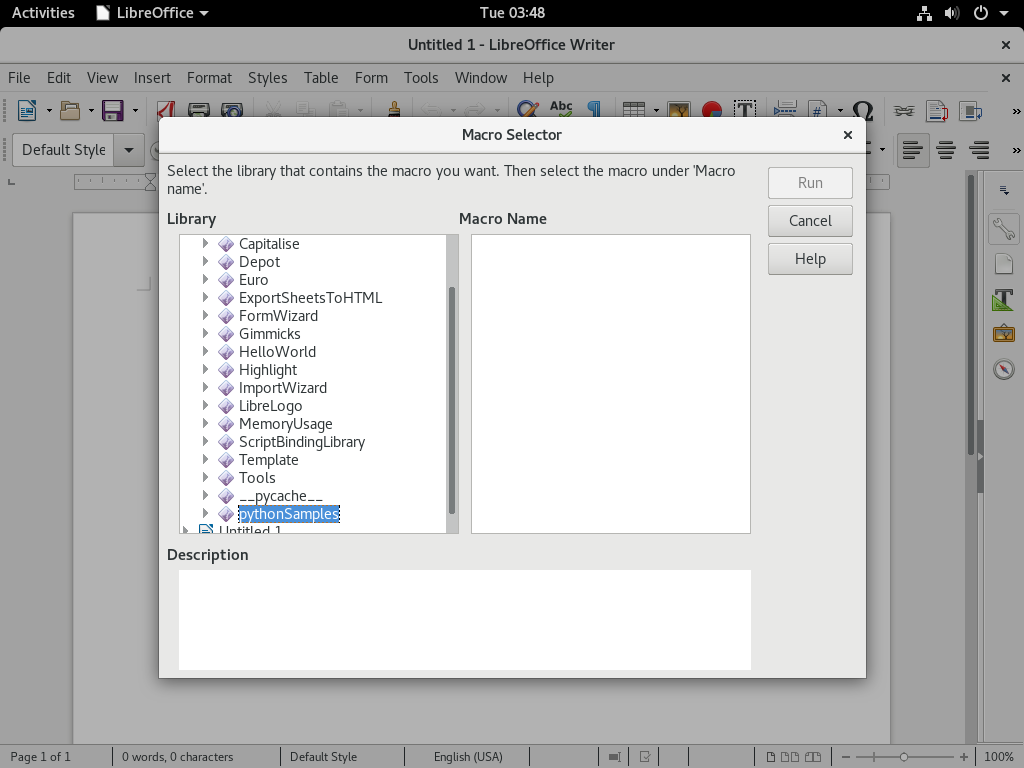 Activities LibreOffice Tue 03:48
Untitled 1 - LibreOffice Writer
File Edit View Insert Format Styles Table Form Tools Window Help
Abc
Default Style
Macro Selector
Select the library that contains the macro you want. Then select the macro under 'Macro
name'.
Run
Cancel
Help
Library
Macro Name
Capitalise
Depot
Euro
ExportSheetsToHTML
FormWizard
Gimmicks
HelloWorld
Highlight
ImportWizard
LibreLogo
MemoryUsage
ScriptBindingLibrary
Template
Tools
__pycache__
pythonSamples
Untitled 1
Description
Page 1 of 1 0 words, 0 characters Default Style English (USA) 100%